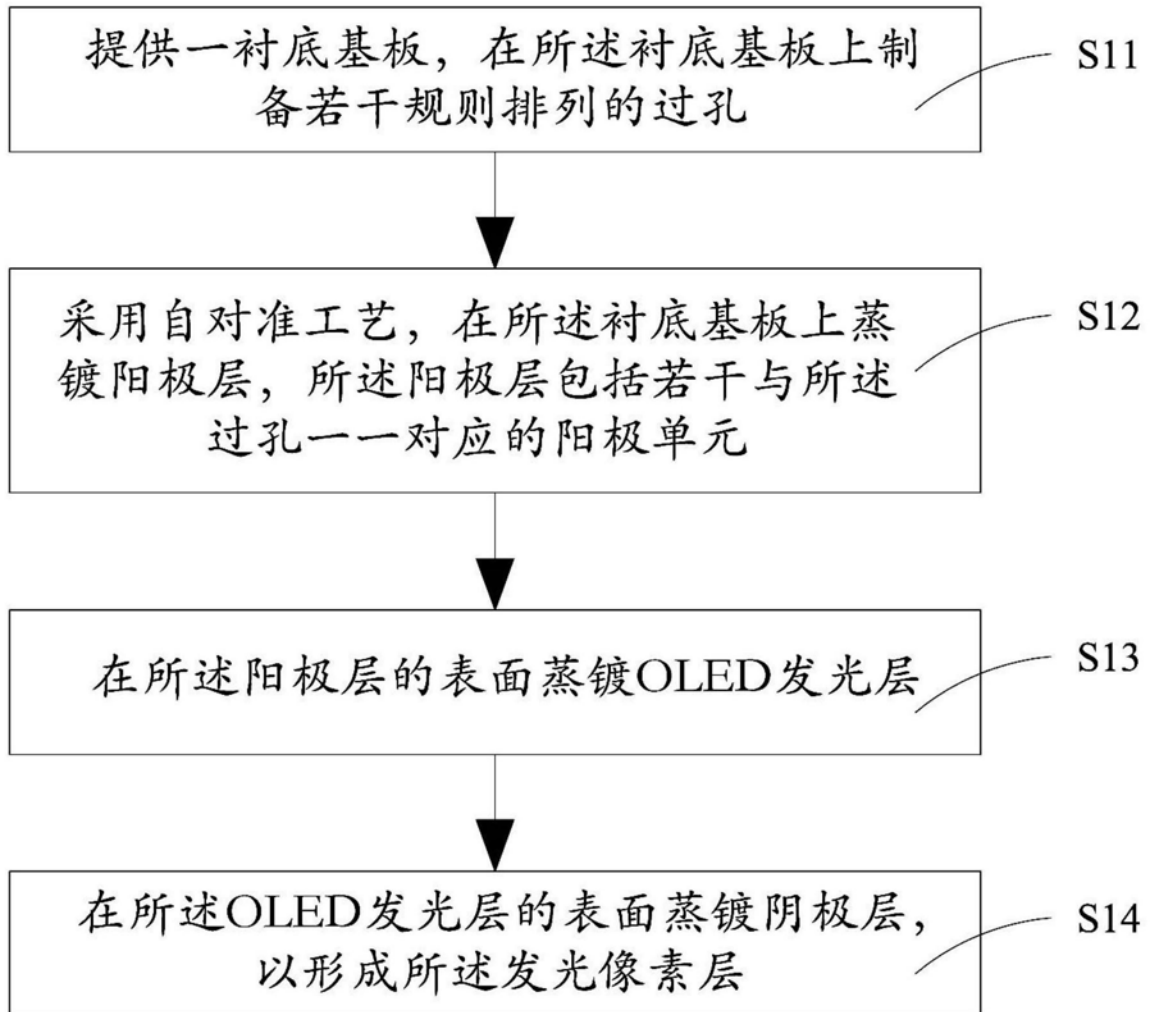 提供一衬底基板，在所述衬底基板上制
备若干规则排列的过孔
S11
采用自对准工艺，在所述衬底基板上蒸
镀阳极层，所述阳极层包括若干与所述
过孔一一对应的阳极单元
S12
在所述阳极层的表面蒸镀OLED发光层
S13
在所述OLED发光层的表面蒸镀阴极层，
以形成所述发光像素层
S14